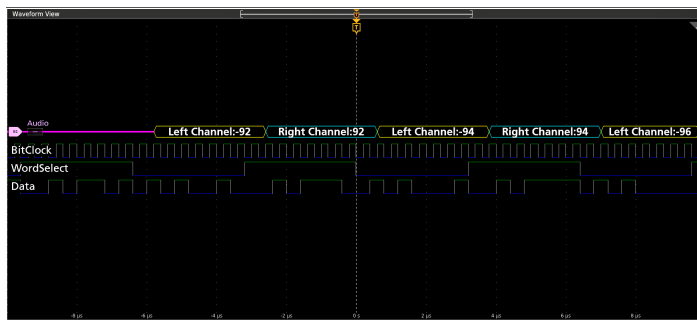 Waveform View
T
Audio
B1 Left Channel:-92 Right Channel:92 Left Channel:-94 Right Channel:94 Left Channel:-96
BitClock
WordSelect
Data
-8 µs -6 µs -4 µs -2 µs 0 s 2 µs 4 µs 6 µs 8 µs